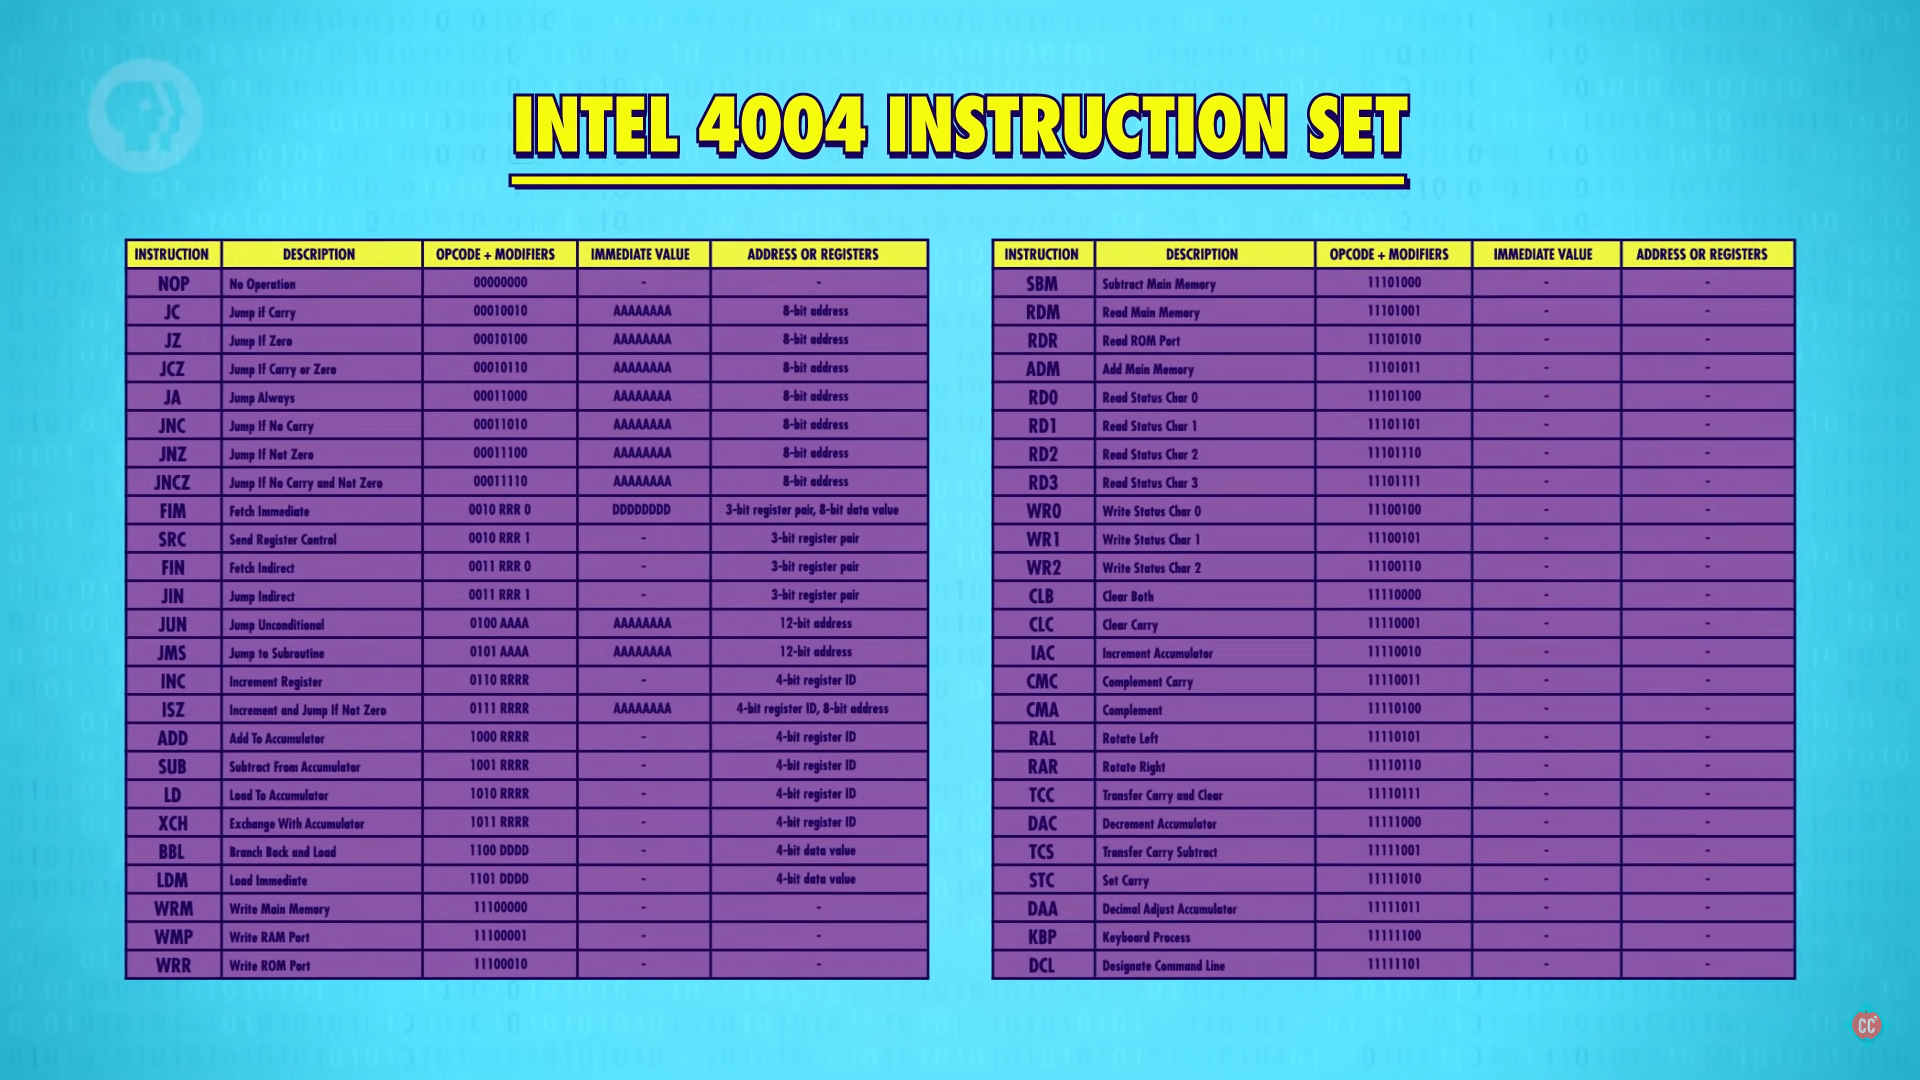 INTEL 4004 INSTRUCTION SET
INSTRUCTION DESCRIPTION OPCODE + MODIFIERS IMMEDIATE VALUE ADDRESS OR REGISTERS
NOP No Operation 00000000 - -
JC Jump if Carry 00010010 AAAAAAAA 8-bit address
JZ Jump If Zero 00010100 AAAAAAAA 8-bit address
JCZ Jump If Carry or Zero 00010110 AAAAAAAA 8-bit address
JA Jump Always 00011000 AAAAAAAA 8-bit address
JNC Jump If No Carry 00011010 AAAAAAAA 8-bit address
JNZ Jump If Not Zero 00011100 AAAAAAAA 8-bit address
JNCZ Jump If No Carry and Not Zero 00011110 AAAAAAAA 8-bit address
FIM Fetch Immediate 0010 RRR 0 DDDDDDDD 3-bit register pair, 8-bit data value
SRC Send Register Control 0010 RRR 1 - 3-bit register pair
FIN Fetch Indirect 0011 RRR 0 - 3-bit register pair
JIN Jump Indirect 0011 RRR 1 - 3-bit register pair
JUN Jump Unconditional 0100 AAAA AAAAAAAA 12-bit address
JMS Jump to Subroutine 0101 AAAA AAAAAAAA 12-bit address
INC Increment Register 0110 RRRR - 4-bit register ID
ISZ Increment and Jump If Not Zero 0111 RRRR AAAAAAAA 4-bit register ID, 8-bit address
ADD Add To Accumulator 1000 RRRR - 4-bit register ID
SUB Subtract From Accumulator 1001 RRRR - 4-bit register ID
LD Load To Accumulator 1010 RRRR - 4-bit register ID
XCH Exchange With Accumulator 1011 RRRR - 4-bit register ID
BBL Branch Back and Load 1100 DDDD - 4-bit data value
LDM Load Immediate 1101 DDDD - 4-bit data value
WRM Write Main Memory 11100000 - -
WMP Write RAM Port 11100001 - -
WRR Write ROM Port 11100010 - -
INSTRUCTION DESCRIPTION OPCODE + MODIFIERS IMMEDIATE VALUE ADDRESS OR REGISTERS
SBM Subtract Main Memory 11101000 - -
RDM Read Main Memory 11101001 - -
RDR Read ROM Port 11101010 - -
ADM Add Main Memory 11101011 - -
RD0 Read Status Char 0 11101100 - -
RD1 Read Status Char 1 11101101 - -
RD2 Read Status Char 2 11101110 - -
RD3 Read Status Char 3 11101111 - -
WR0 Write Status Char 0 11100100 - -
WR1 Write Status Char 1 11100101 - -
WR2 Write Status Char 2 11100110 - -
CLB Clear Both 11110000 - -
CLC Clear Carry 11110001 - -
IAC Increment Accumulator 11110010 - -
CMC Complement Carry 11110011 - -
CMA Complement 11110100 - -
RAL Rotate Left 11110101 - -
RAR Rotate Right 11110110 - -
TCC Transfer Carry and Clear 11110111 - -
DAC Decrement Accumulator 11111000 - -
TCS Transfer Carry Subtract 11111001 - -
STC Set Carry 11111010 - -
DAA Decimal Adjust Accumulator 11111011 - -
KBP Keyboard Process 11111100 - -
DCL Designate Command Line 11111101 - -
CC